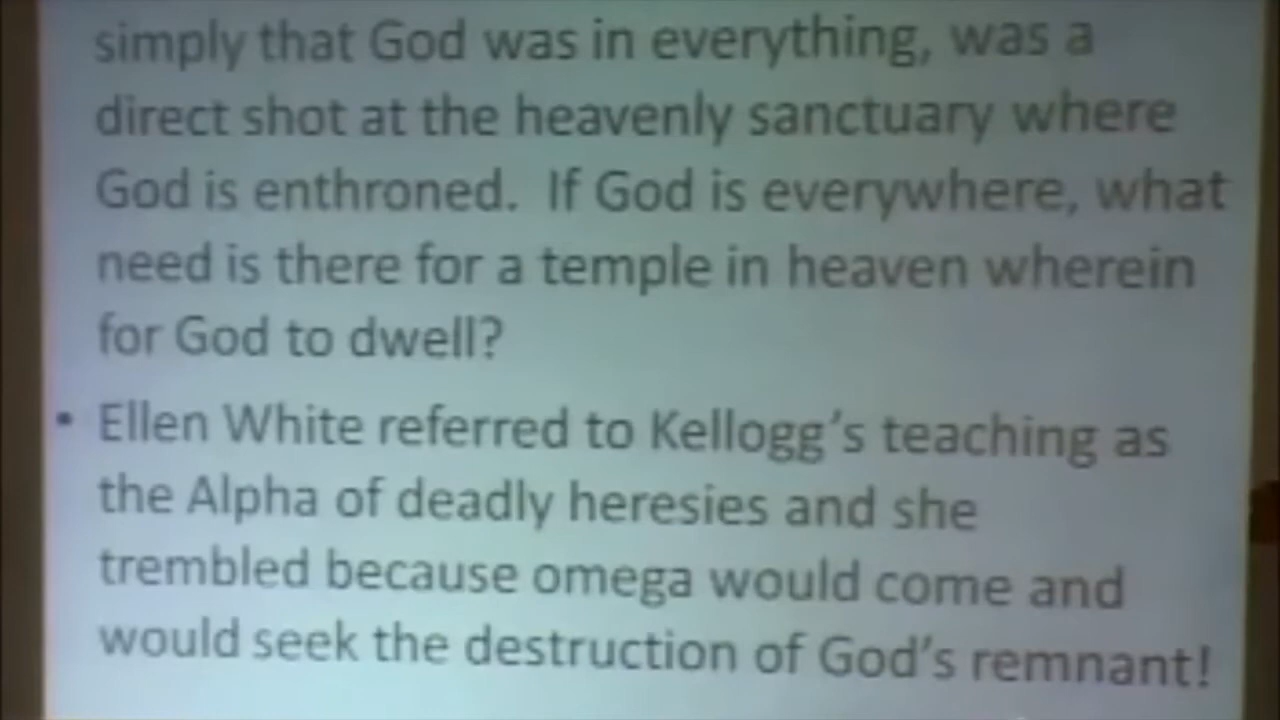 simply that God was in everything, was a
direct shot at the heavenly sanctuary where
God is enthroned.  If God is everywhere, what
need is there for a temple in heaven wherein
for God to dwell?
• Ellen White referred to Kellogg's teaching as
the Alpha of deadly heresies and she
trembled because omega would come and
would seek the destruction of God's remnant!